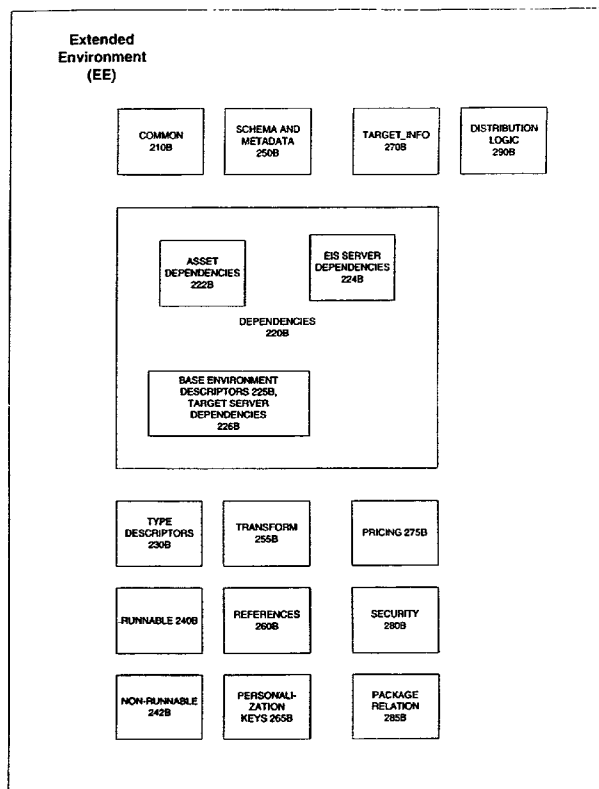 Extended
Environment
(EE)
COMMON
210B
SCHEMA AND
METADATA
250B
TARGET_INFO
270B
DISTRIBUTION
LOGIC
290B
ASSET
DEPENDENCIES
222B
EIS SERVER
DEPENDENCIES
224B
DEPENDENCIES
220B
BASE ENVIRONMENT
DESCRIPTORS 225B,
TARGET SERVER
DEPENDENCIES
226B
TYPE
DESCRIPTORS
230B
TRANSFORM
255B
PRICING 275B
RUNNABLE 240B
REFERENCES
260B
SECURITY
280B
NON-RUNNABLE
242B
PERSONALI-
ZATION
KEYS 265B
PACKAGE
RELATION
285B